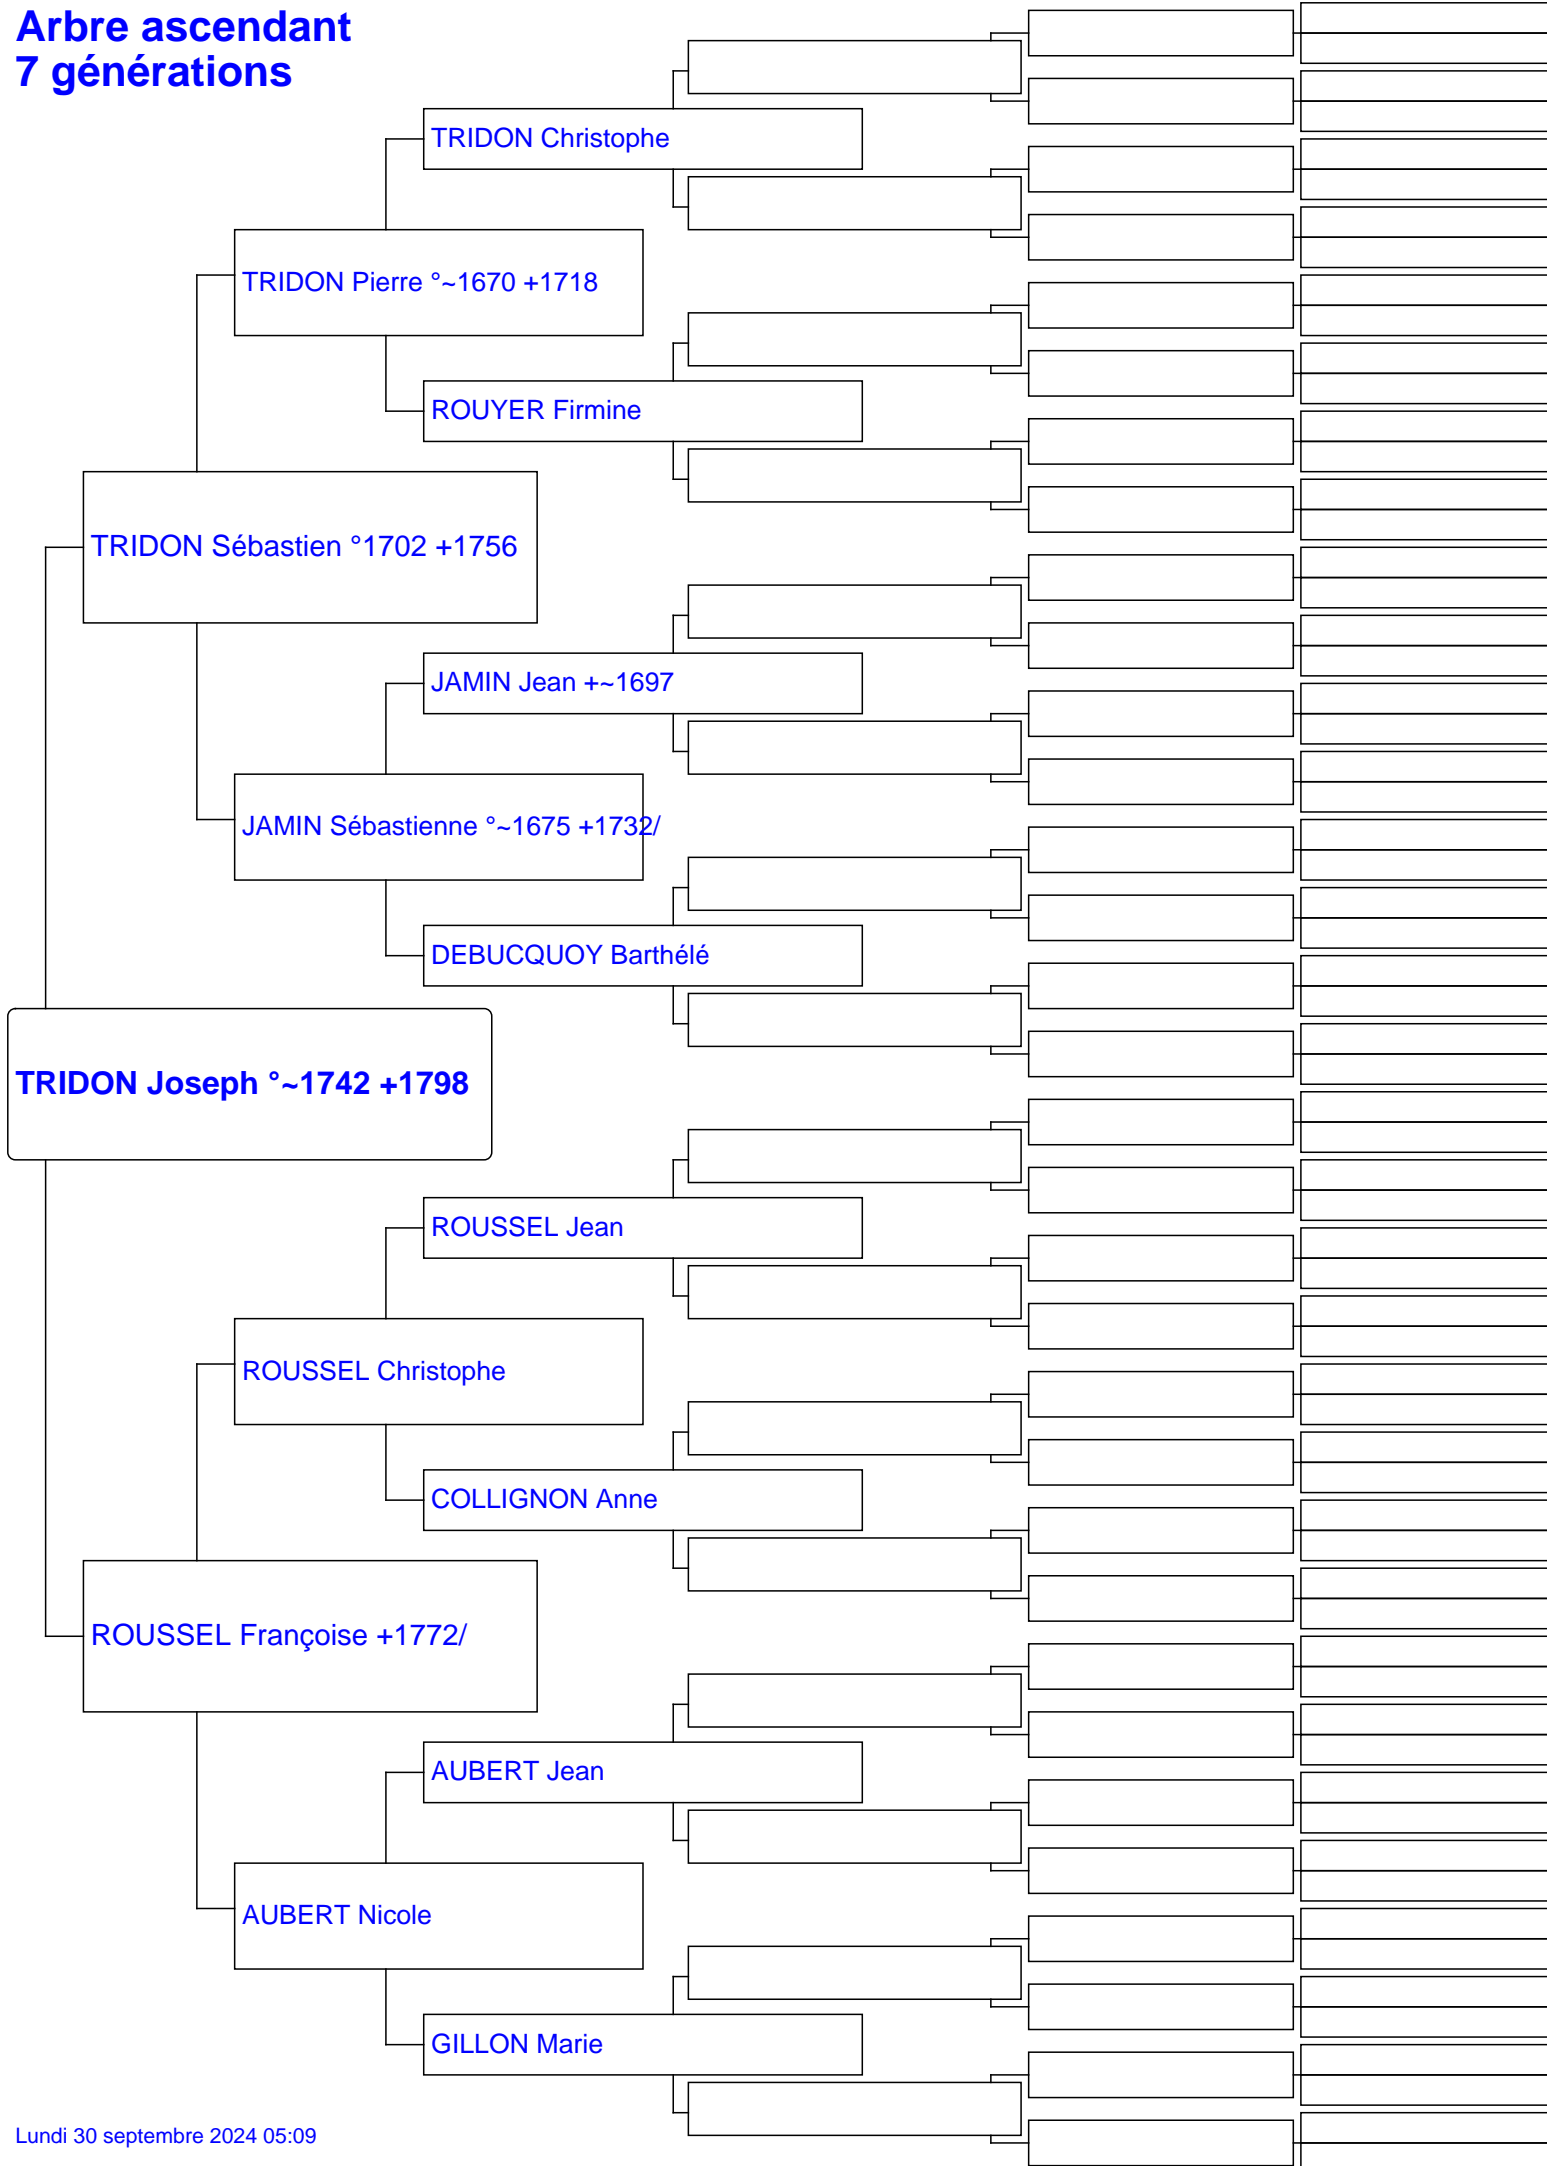 Arbre ascendant
7 générations
TRIDON Christophe
TRIDON Pierre °~1670 +1718
ROUYER Firmine
TRIDON Sébastien °1702 +1756
JAMIN Jean +~1697
JAMIN Sébastienne °~1675 +1732/
DEBUCQUOY Barthélé
TRIDON Joseph °~1742 +1798
ROUSSEL Jean
ROUSSEL Christophe
COLLIGNON Anne
ROUSSEL Françoise +1772/
AUBERT Jean
AUBERT Nicole
GILLON Marie
Lundi 30 septembre 2024 05:09